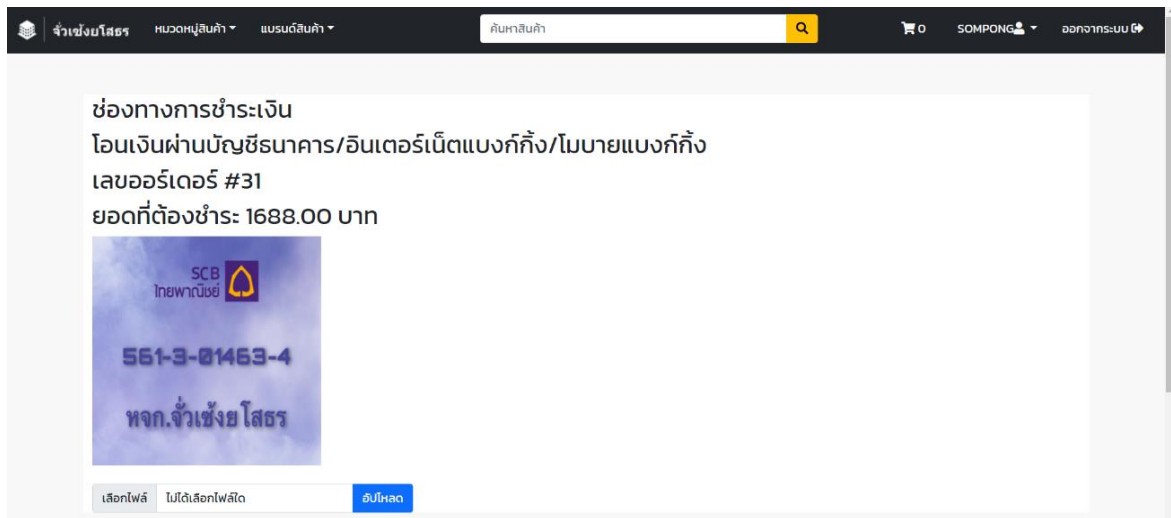 จั่วเซ้งยโสธร หมวดหมู่สินค้า แบรนด์สินค้า ค้นหาสินค้า 0 SOMPONG ออกจากระบบ
ช่องทางการชำระเงิน
โอนเงินผ่านบัญชีธนาคาร/อินเตอร์เน็ตแบงก์กิ้ง/โมบายแบงก์กิ้ง
เลขออร์เดอร์ #31
ยอดที่ต้องชำระ 1688.00 บาท
SCB
ไทยพาณิชย์
561-3-01463-4
หจก.จั่วเซ้งยโสธร
เลือกไฟล์ ไม่ได้เลือกไฟล์ใด อัปโหลด